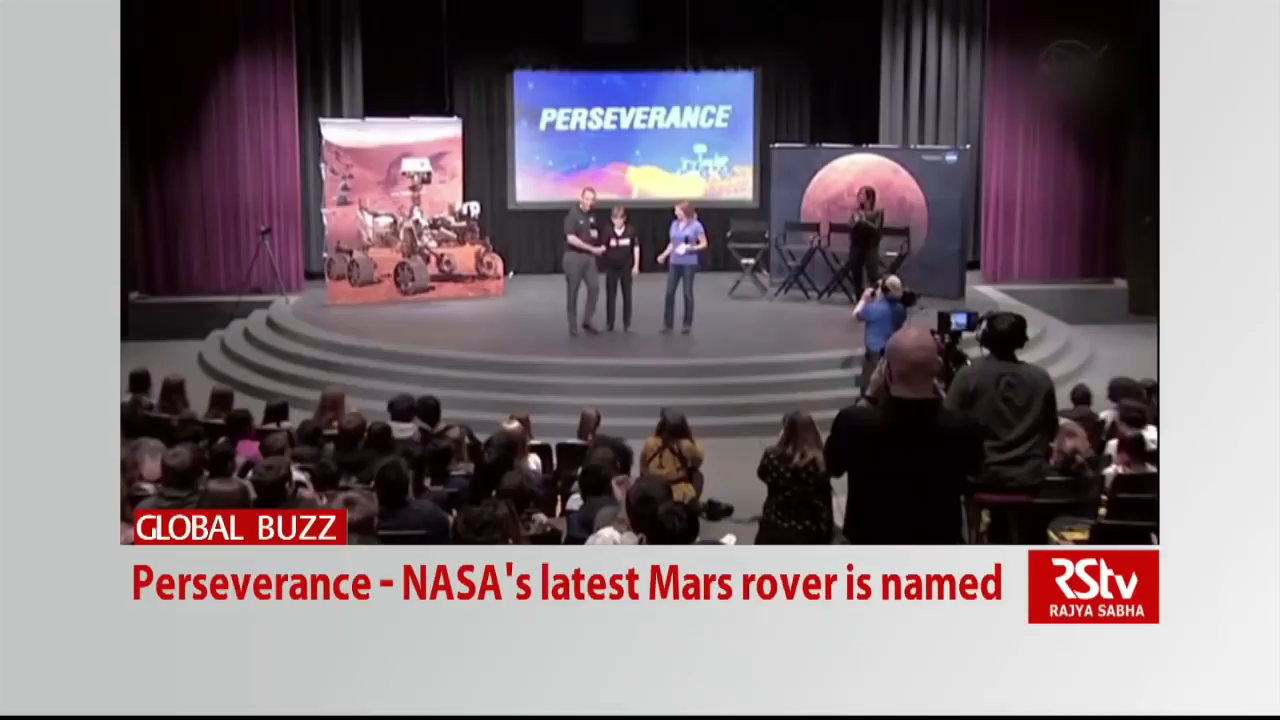 PERSEVERANCE
GLOBAL BUZZ
Perseverance - NASA's latest Mars rover is named
RStv
RAJYA SABHA